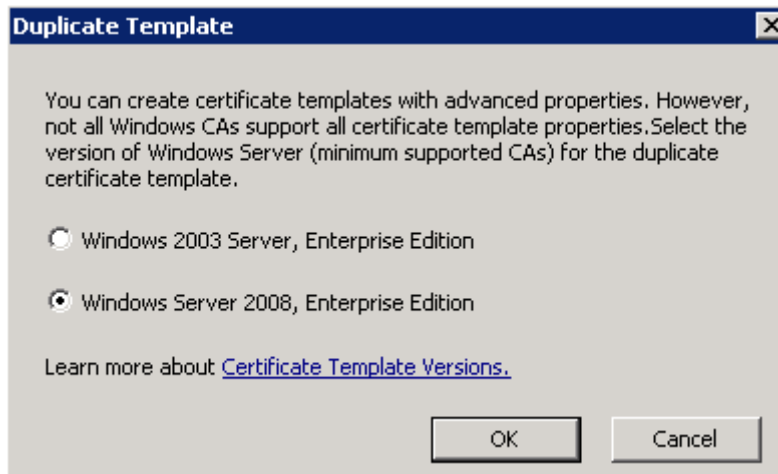 Duplicate Template
You can create certificate templates with advanced properties. However,
not all Windows CAs support all certificate template properties.Select the
version of Windows Server (minimum supported CAs) for the duplicate
certificate template.
Windows 2003 Server, Enterprise Edition
Windows Server 2008, Enterprise Edition
Learn more about Certificate Template Versions.
OK Cancel